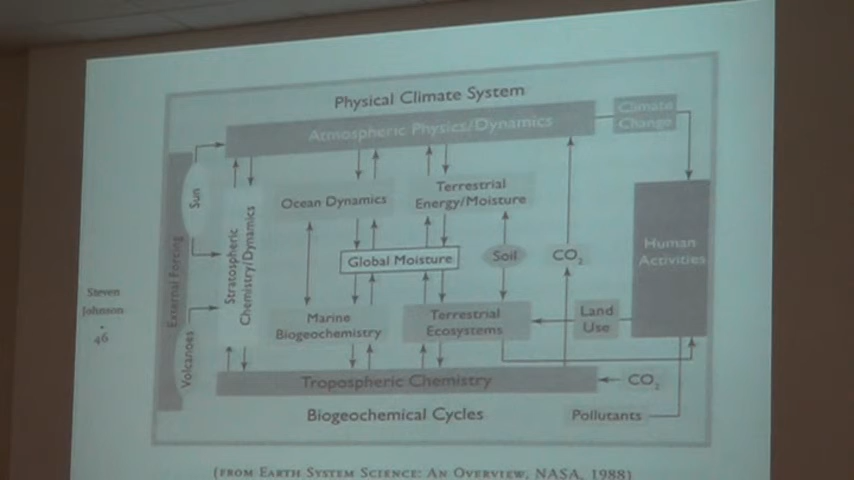 Physical Climate System
Atmospheric Physics/Dynamics
Climate
Change
Sun
External Forcing
Volcanoes
Stratospheric
Chemistry/Dynamics
Ocean Dynamics
Terrestrial
Energy/Moisture
Global Moisture
Soil
CO₂
Human
Activities
Marine
Biogeochemistry
Terrestrial
Ecosystems
Land
Use
Tropospheric Chemistry
CO₂
Biogeochemical Cycles
Pollutants
Steven
Johnson
•
46
(FROM EARTH SYSTEM SCIENCE: AN OVERVIEW, NASA, 1988)